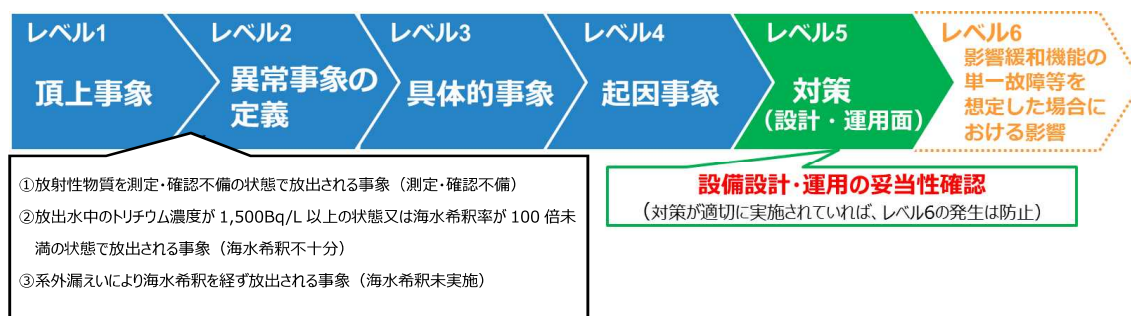 レベル1
頂上事象
レベル2
異常事象の
定義
レベル3
具体的事象
レベル4
起因事象
レベル5
対策
（設計・運用面）
レベル6
影響緩和機能の
単一故障等を
想定した場合に
おける影響
①放射性物質を測定・確認不備の状態で放出される事象（測定・確認不備）
②放出水中のトリチウム濃度が 1,500Bq/L 以上の状態又は海水希釈率が 100 倍未
満の状態で放出される事象（海水希釈不十分）
③系外漏えいにより海水希釈を経ず放出される事象（海水希釈未実施）
設備設計・運用の妥当性確認
（対策が適切に実施されていれば、レベル6の発生は防止）